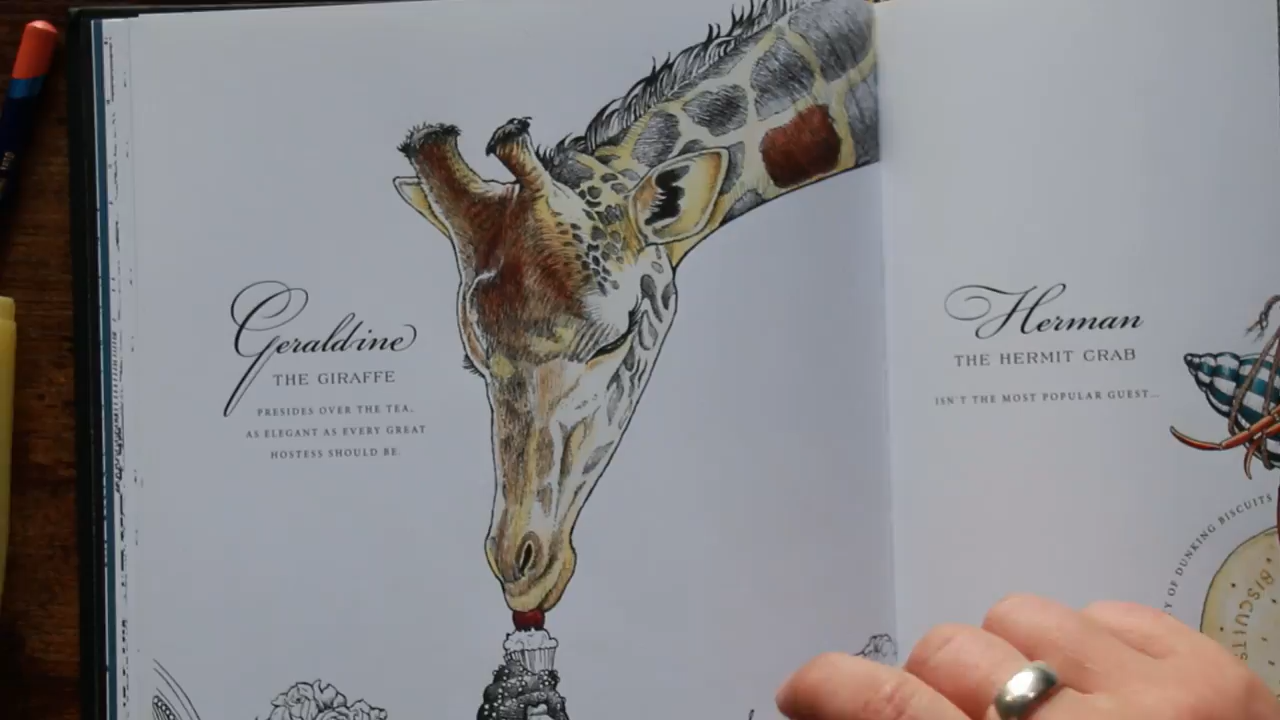 Geraldine
THE GIRAFFE
PRESIDES OVER THE TEA,
AS ELEGANT AS EVERY GREAT
HOSTESS SHOULD BE.
Herman
THE HERMIT CRAB
ISN'T THE MOST POPULAR GUEST...
OF DUNKING BISCUITS
BISCUITS